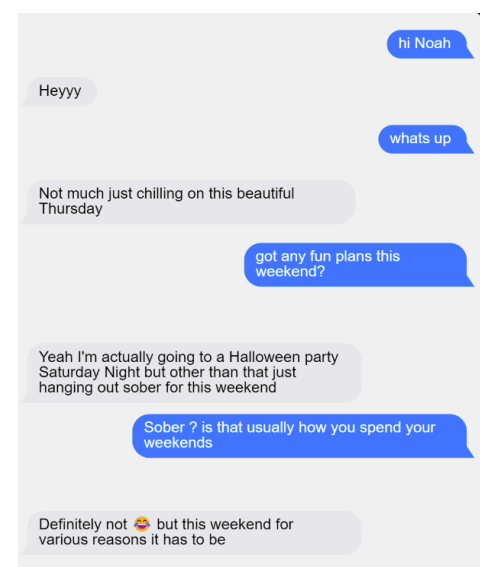 hi Noah
Heyyy
whats up
Not much just chilling on this beautiful
Thursday
got any fun plans this
weekend?
Yeah I'm actually going to a Halloween party
Saturday Night but other than that just
hanging out sober for this weekend
Sober ? is that usually how you spend your
weekends
Definitely not 😂 but this weekend for
various reasons it has to be